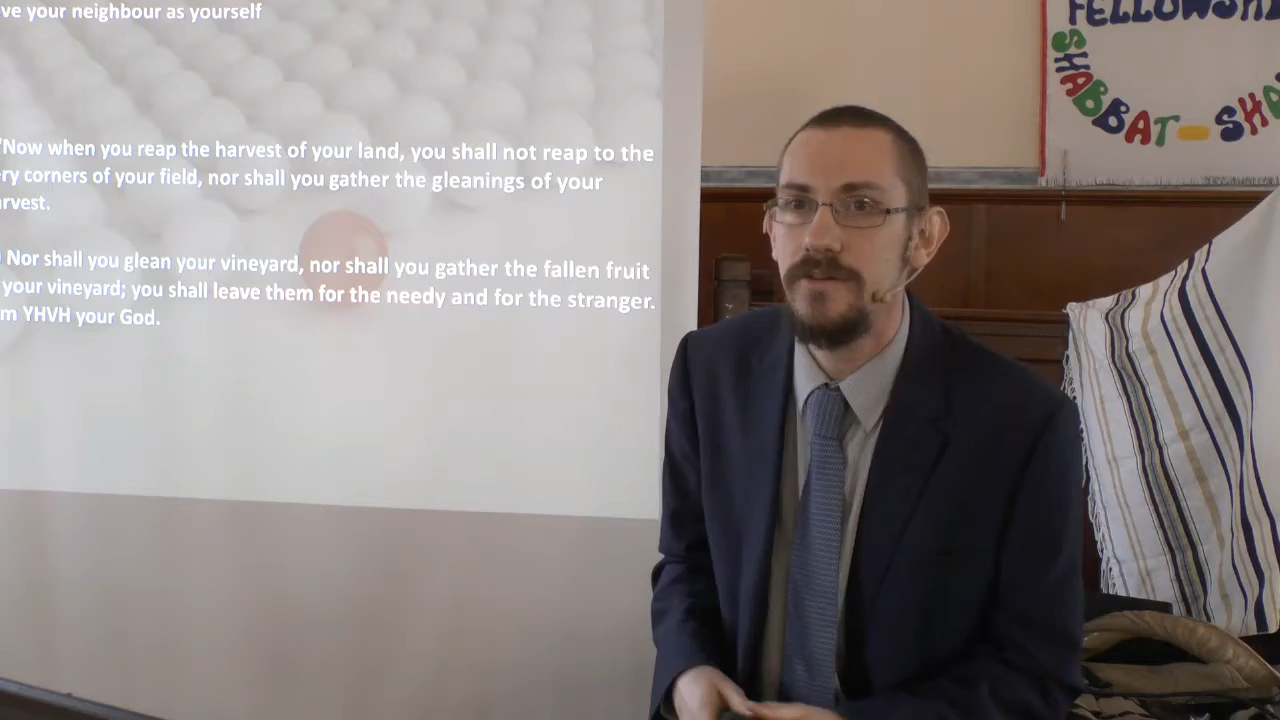 ve your neighbour as yourself
"Now when you reap the harvest of your land, you shall not reap to the
ry corners of your field, nor shall you gather the gleanings of your
rvest.
Nor shall you glean your vineyard, nor shall you gather the fallen fruit
your vineyard; you shall leave them for the needy and for the stranger.
m YHVH your God.
FELLOWSH
SHABBAT-SHA